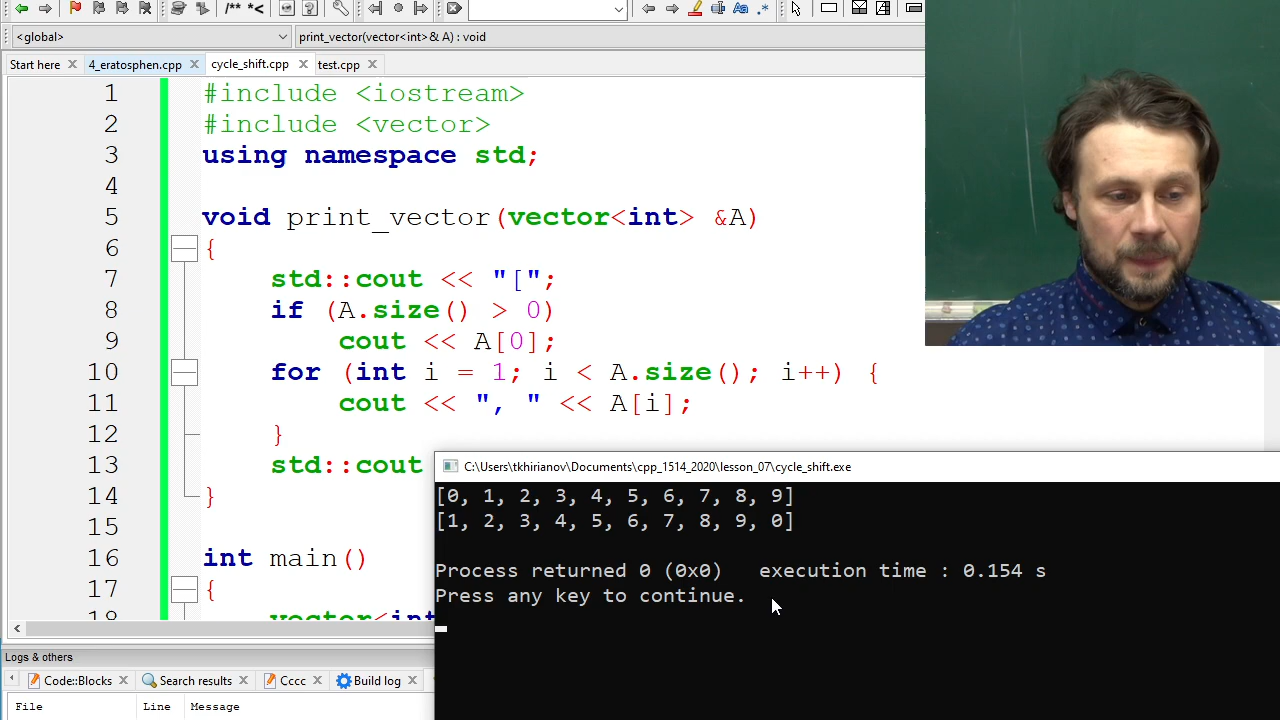 <global>
print_vector(vector<int>& A) : void
Start here
4_eratosphen.cpp
cycle_shift.cpp
test.cpp
1 #include <iostream>
2 #include <vector>
3 using namespace std;
4
5 void print_vector(vector<int> &A)
6 {
7 std::cout << "[";
8 if (A.size() > 0)
9 cout << A[0];
10 for (int i = 1; i < A.size(); i++) {
11 cout << ", " << A[i];
12 }
13 std::cout
14 }
15
16 int main()
17 {
18 vector<int
C:\Users\tkhirianov\Documents\cpp_1514_2020\lesson_07\cycle_shift.exe
[0, 1, 2, 3, 4, 5, 6, 7, 8, 9]
[1, 2, 3, 4, 5, 6, 7, 8, 9, 0]
Process returned 0 (0x0) execution time : 0.154 s
Press any key to continue.
Logs & others
Code::Blocks
Search results
Cccc
Build log
File Line Message